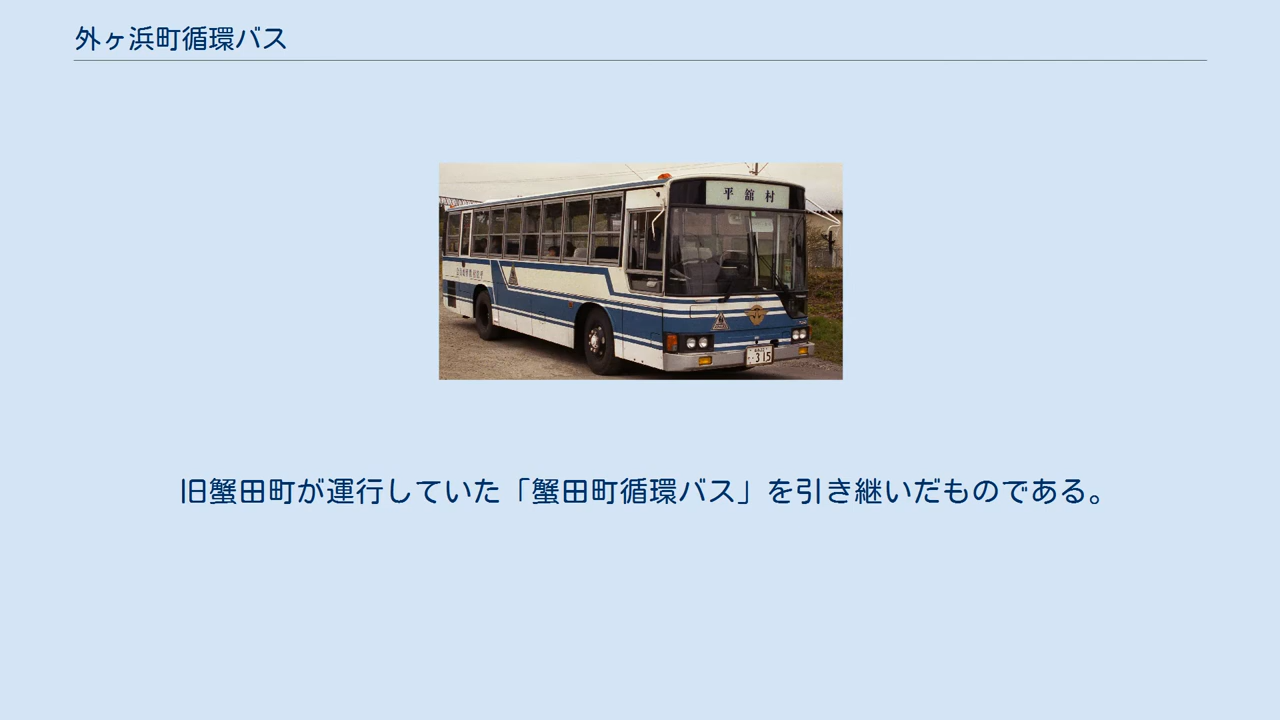 外ヶ浜町循環バス
平舘村
315
旧蟹田町が運行していた「蟹田町循環バス」を引き継いだものである。